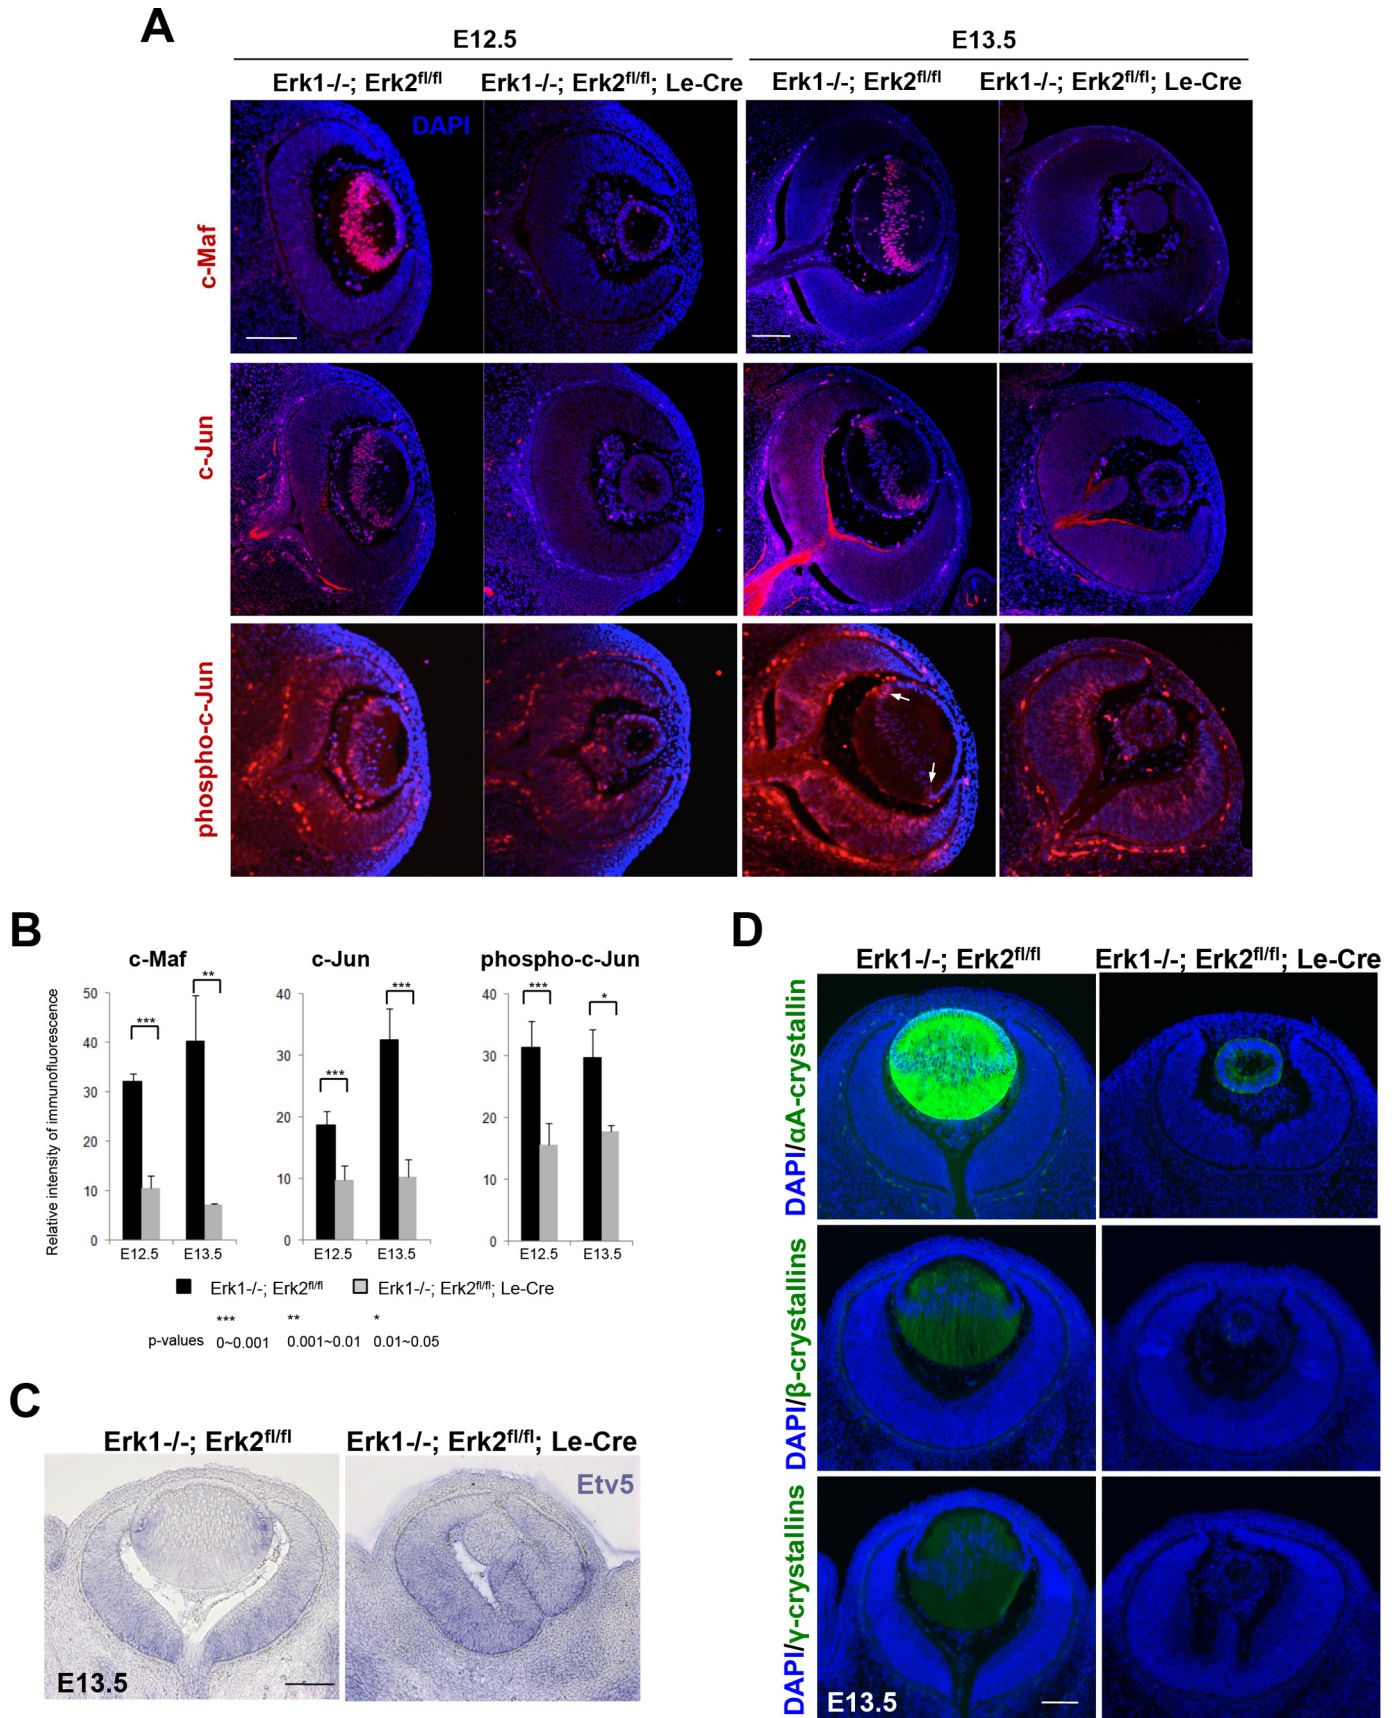 A
E12.5
E13.5
Erk1-/-; Erk2fl/fl
Erk1-/-; Erk2fl/fl; Le-Cre
Erk1-/-; Erk2fl/fl
Erk1-/-; Erk2fl/fl; Le-Cre
DAPI
c-Maf
c-Jun
phospho-c-Jun
B
c-Maf
c-Jun
phospho-c-Jun
Relative intensity of immunofluorescence
50
40
30
20
10
0
***
**
E12.5
E13.5
40
30
20
10
0
***
***
E12.5
E13.5
40
30
20
10
0
***
*
E12.5
E13.5
Erk1-/-; Erk2fl/fl
Erk1-/-; Erk2fl/fl; Le-Cre
*** ** *
p-values 0~0.001 0.001~0.01 0.01~0.05
C
Erk1-/-; Erk2fl/fl
Erk1-/-; Erk2fl/fl; Le-Cre
Etv5
E13.5
D
Erk1-/-; Erk2fl/fl
Erk1-/-; Erk2fl/fl; Le-Cre
DAPI/αA-crystallin
DAPI/β-crystallins
DAPI/γ-crystallins
E13.5